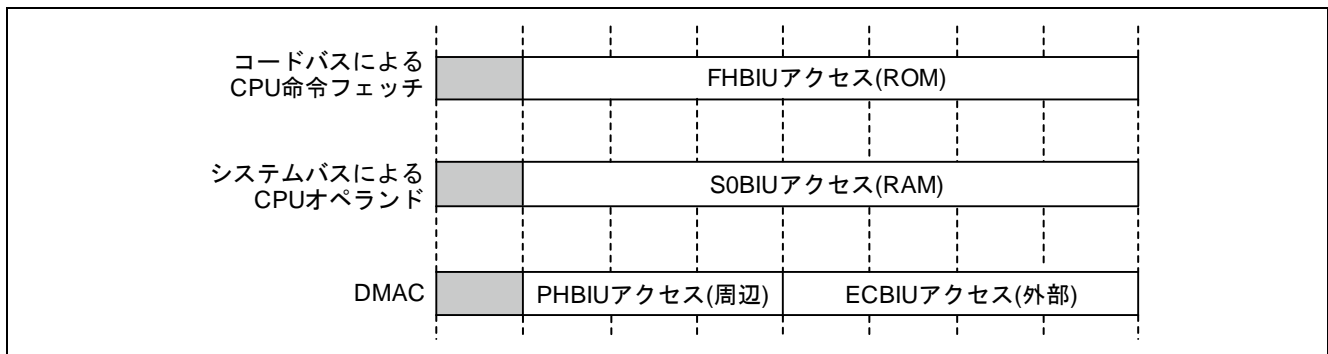 コードバスによる
CPU命令フェッチ
FHBIUアクセス(ROM)
システムバスによる
CPUオペランド
S0BIUアクセス(RAM)
DMAC
PHBIUアクセス(周辺)
ECBIUアクセス(外部)